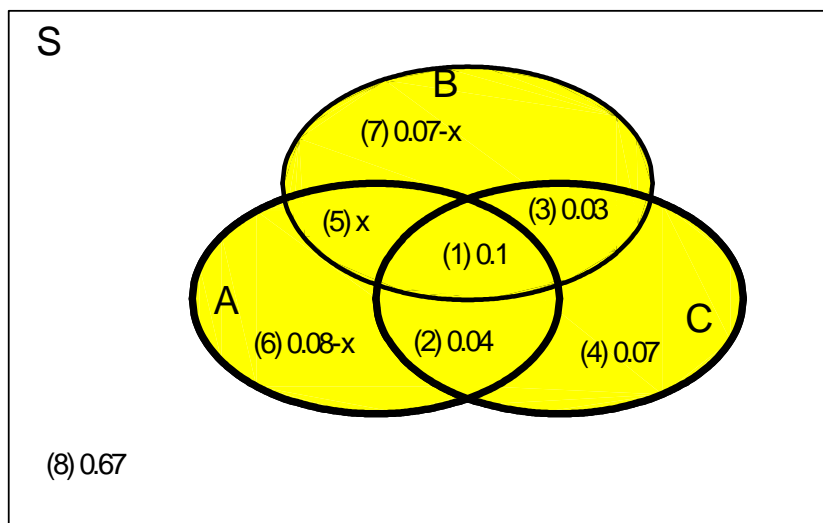 S
B
(7) 0.07-x
(5) x
(3) 0.03
(1) 0.1
A
C
(6) 0.08-x
(2) 0.04
(4) 0.07
(8) 0.67